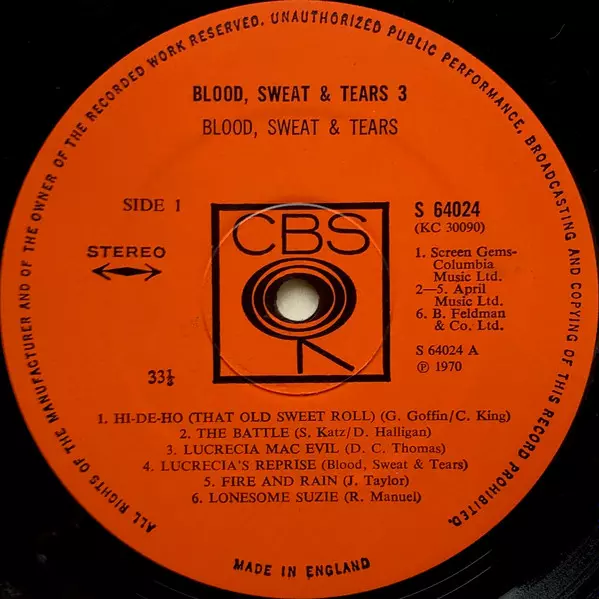 ALL RIGHTS OF THE MANUFACTURER AND OF THE OWNER OF THE RECORDED WORK RESERVED. UNAUTHORIZED PUBLIC PERFORMANCE, BROADCASTING AND COPYING OF THIS RECORD PROHIBITED.
BLOOD, SWEAT & TEARS 3
BLOOD, SWEAT & TEARS
SIDE 1
STEREO
33⅓
CBS
S 64024
(KC 30090)
1. Screen Gems-
Columbia
Music Ltd.
2—5. April
Music Ltd.
6. B. Feldman
& Co. Ltd.
S 64024 A
℗ 1970
1. HI-DE-HO (THAT OLD SWEET ROLL) (G. Goffin/C. King)
2. THE BATTLE (S. Katz/D. Halligan)
3. LUCRECIA MAC EVIL (D. C. Thomas)
4. LUCRECIA'S REPRISE (Blood, Sweat & Tears)
5. FIRE AND RAIN (J. Taylor)
6. LONESOME SUZIE (R. Manuel)
MADE IN ENGLAND